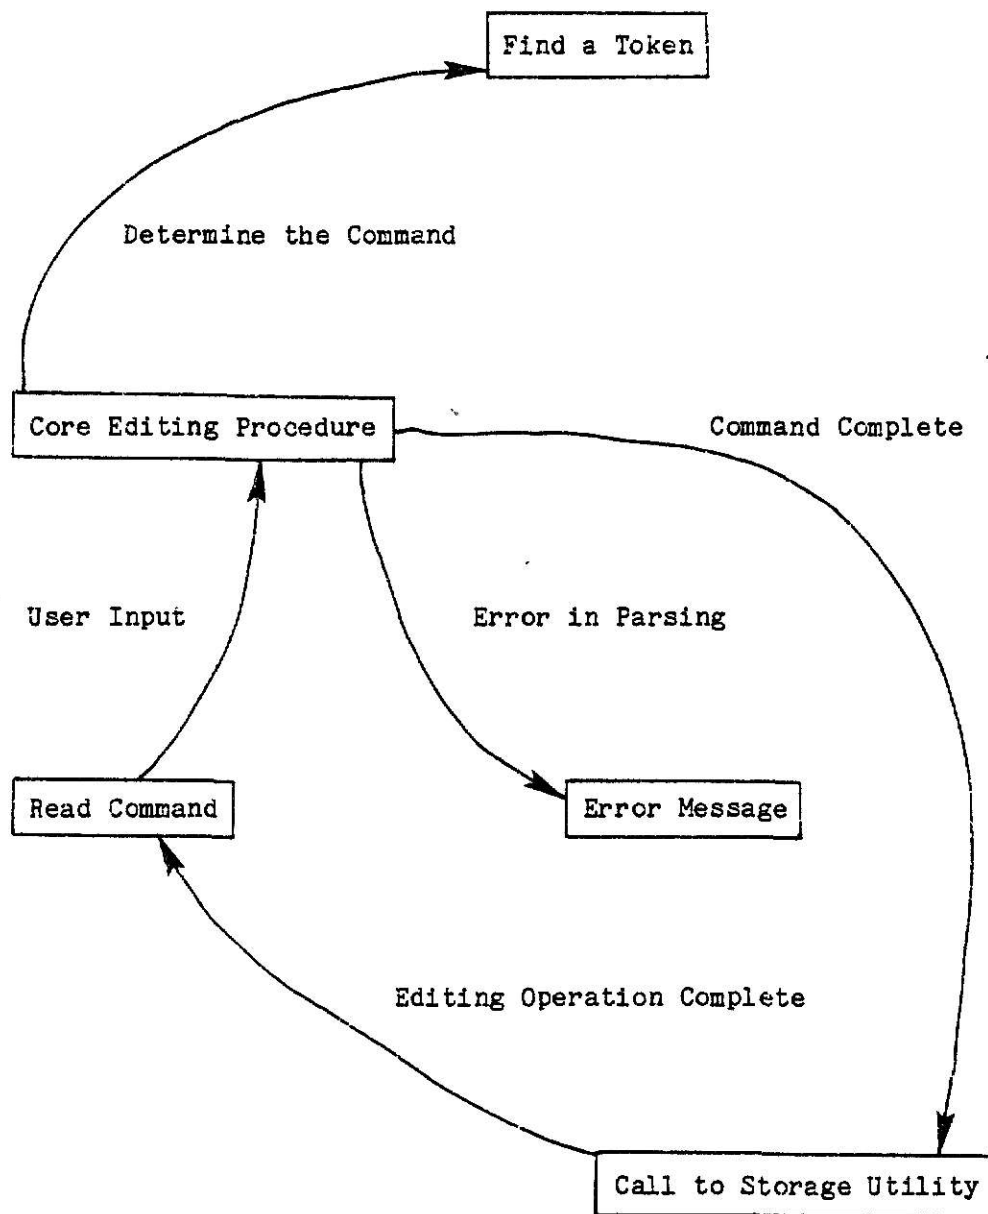 Find a Token
Determine the Command
Core Editing Procedure
Command Complete
User Input
Error in Parsing
Read Command
Error Message
Editing Operation Complete
Call to Storage Utility